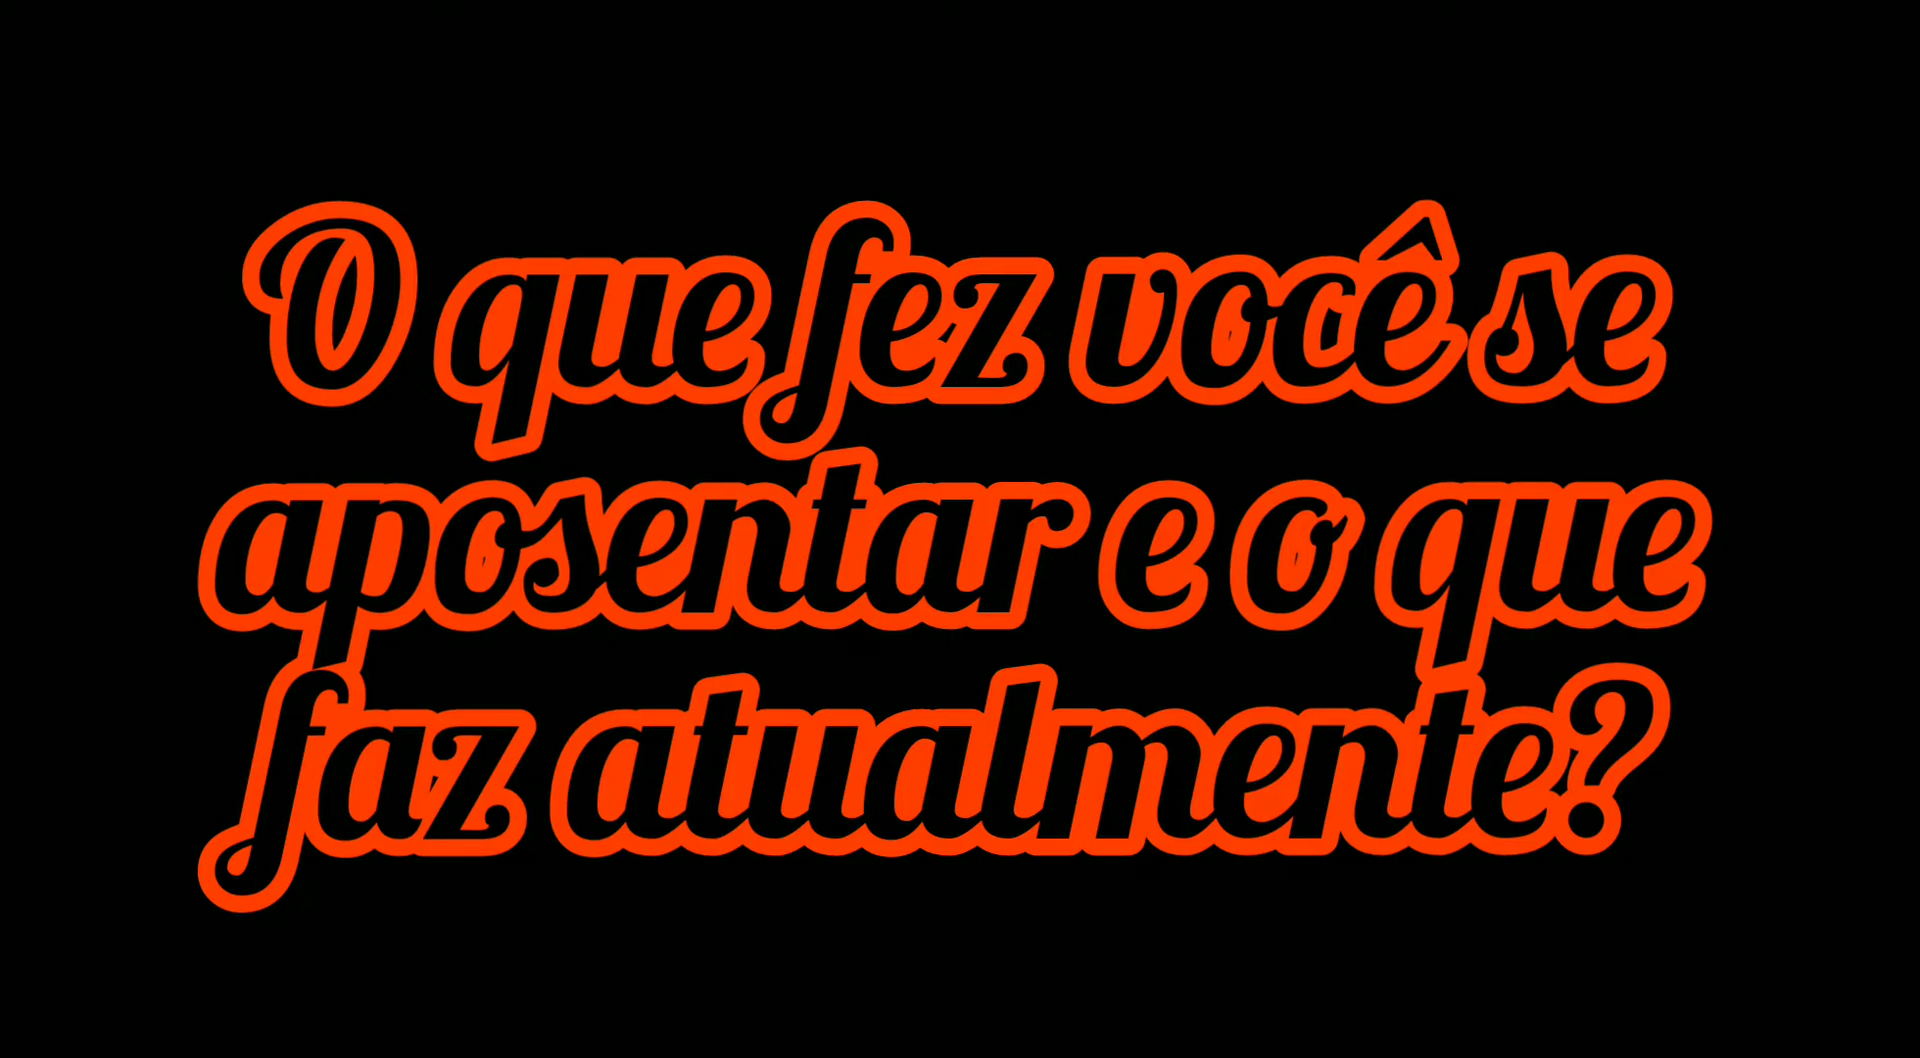 O que fez você se
aposentar e o que
faz atualmente?